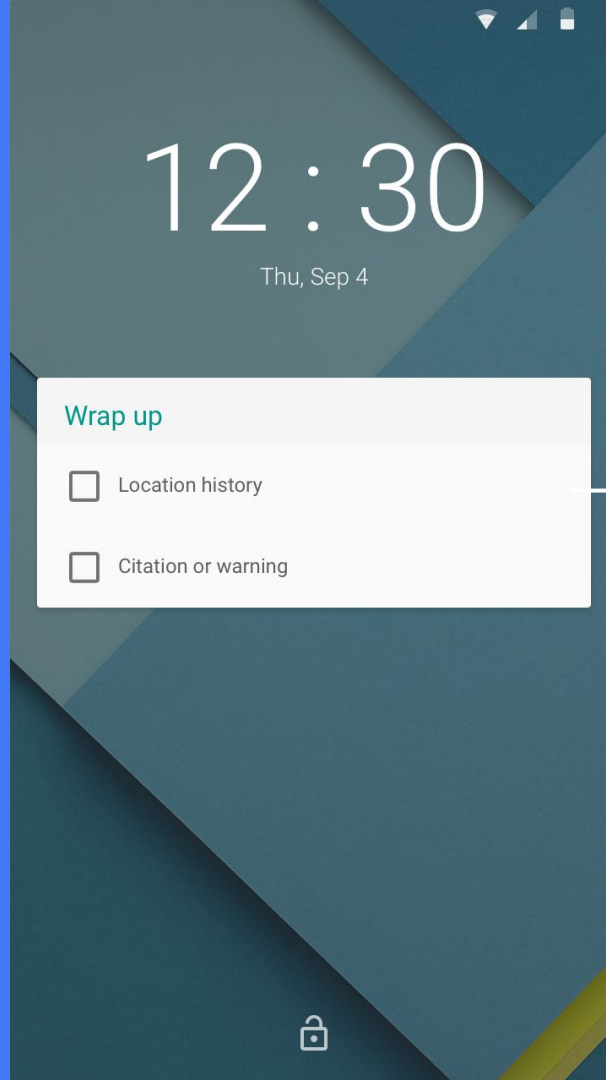 12 : 30
Thu, Sep 4
Wrap up
Location history
Citation or warning